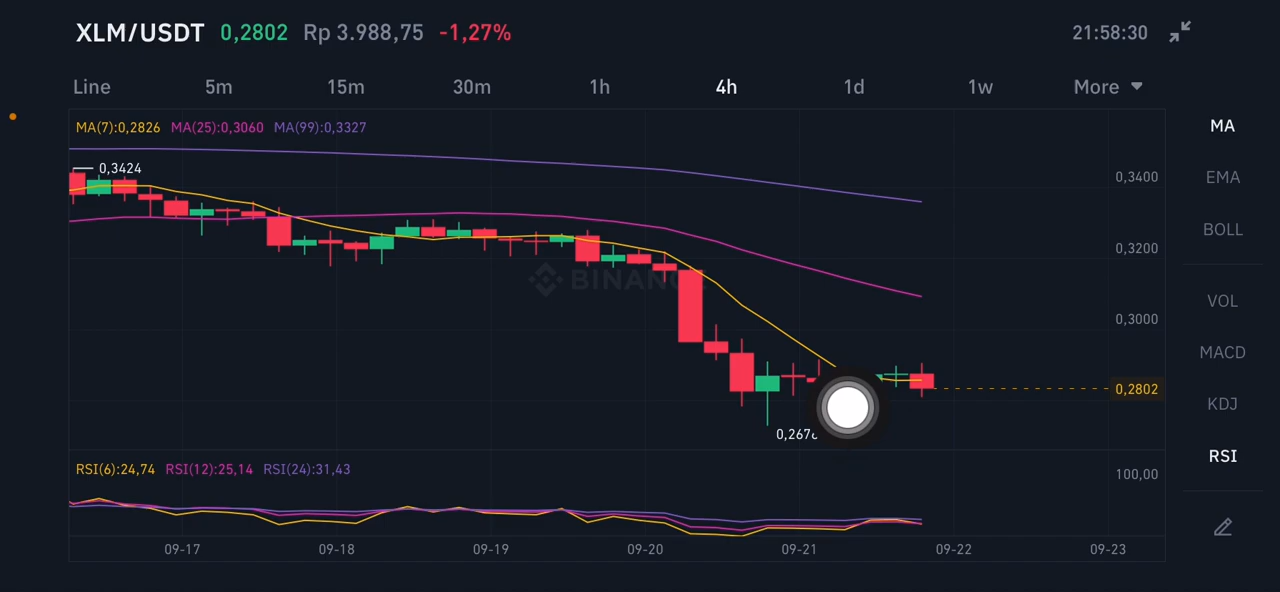 XLM/USDT 0,2802 Rp 3.988,75 -1,27% 21:58:30
Line 5m 15m 30m 1h 4h 1d 1w More
MA(7):0,2826 MA(25):0,3060 MA(99):0,3327
0,3424
0,3400
0,3200
0,3000
0,2802
BINANCE
RSI(6):24,74 RSI(12):25,14 RSI(24):31,43
100,00
09-17 09-18 09-19 09-20 09-21 09-22 09-23
MA
EMA
BOLL
VOL
MACD
KDJ
RSI